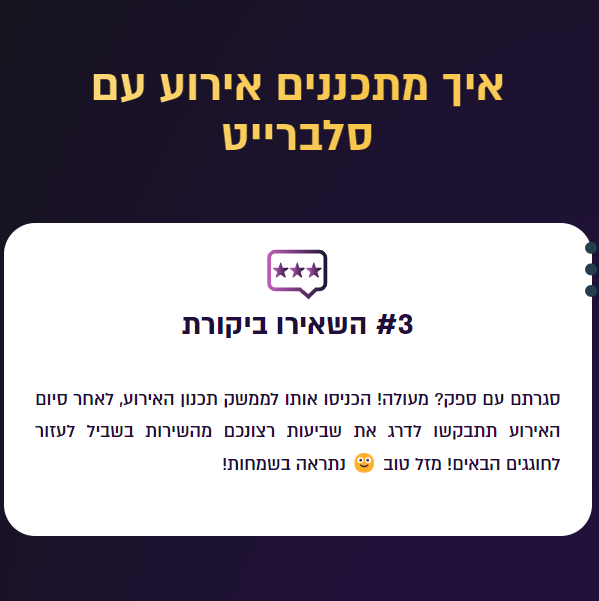 איך מתכננים אירוע עם
סלברייט
#3 השאירו ביקורת
סגרתם עם ספק? מעולה! הכניסו אותו לממשק תכנון האירוע, לאחר סיום
האירוע תתבקשו לדרג את שביעות רצונכם מהשירות בשביל לעזור
לחוגגים הבאים! מזל טוב 🙂 נתראה בשמחות!